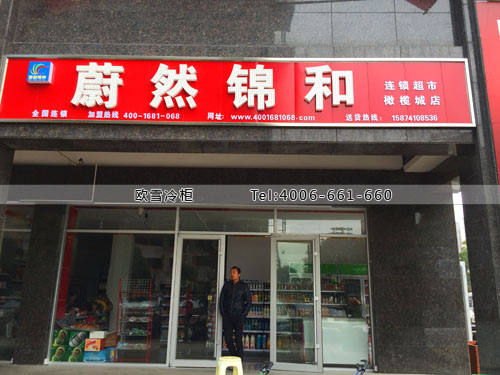 蔚然锦和
连锁超市
橄榄城店
全国连锁 加盟热线 400-1681-068 网址: www.4001681068.com 送货热线: 15874108536
欧雪冷柜 Tel:4006-661-660